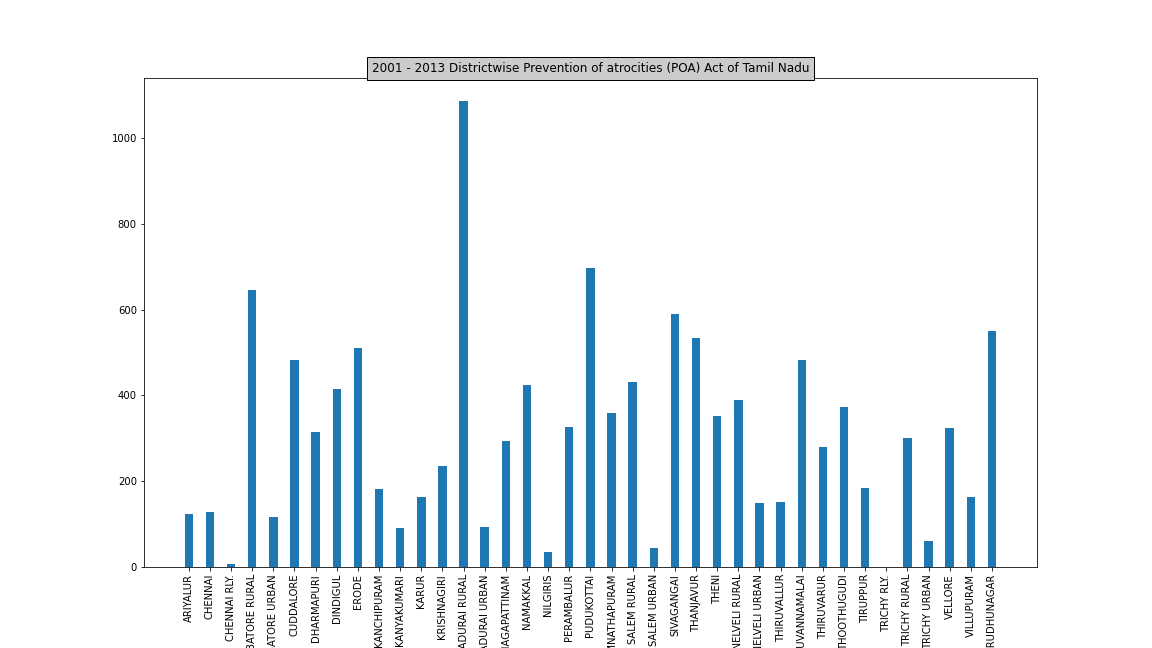 2001 - 2013 Districtwise Prevention of atrocities (POA) Act of Tamil Nadu
1000
800
600
400
200
0
ARIYALUR
CHENNAI
CHENNAI RLY.
BATORE RURAL
ATORE URBAN
CUDDALORE
DHARMAPURI
DINDIGUL
ERODE
KANCHIPURAM
KANYAKUMARI
KARUR
KRISHNAGIRI
ADURAI RURAL
DURAI URBAN
IAGAPATTINAM
NAMAKKAL
NILGIRIS
PERAMBALUR
PUDUKOTTAI
MNATHAPURAM
SALEM RURAL
SALEM URBAN
SIVAGANGAI
THANJAVUR
THENI
NELVELI RURAL
IELVELI URBAN
THIRUVALLUR
UVANNAMALAI
THIRUVARUR
THOOTHUGUDI
TIRUPPUR
TRICHY RLY.
TRICHY RURAL
TRICHY URBAN
VELLORE
VILLUPURAM
RUDHUNAGAR